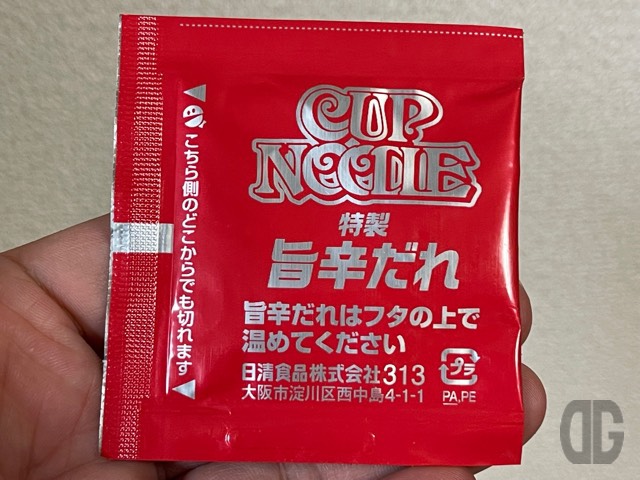 CUP
NOODLE
特製
旨辛だれ
旨辛だれはフタの上で
温めてください
日清食品株式会社313
大阪市淀川区西中島4-1-1
プラ
PA,PE
こちら側のどこからでも切れます
DG